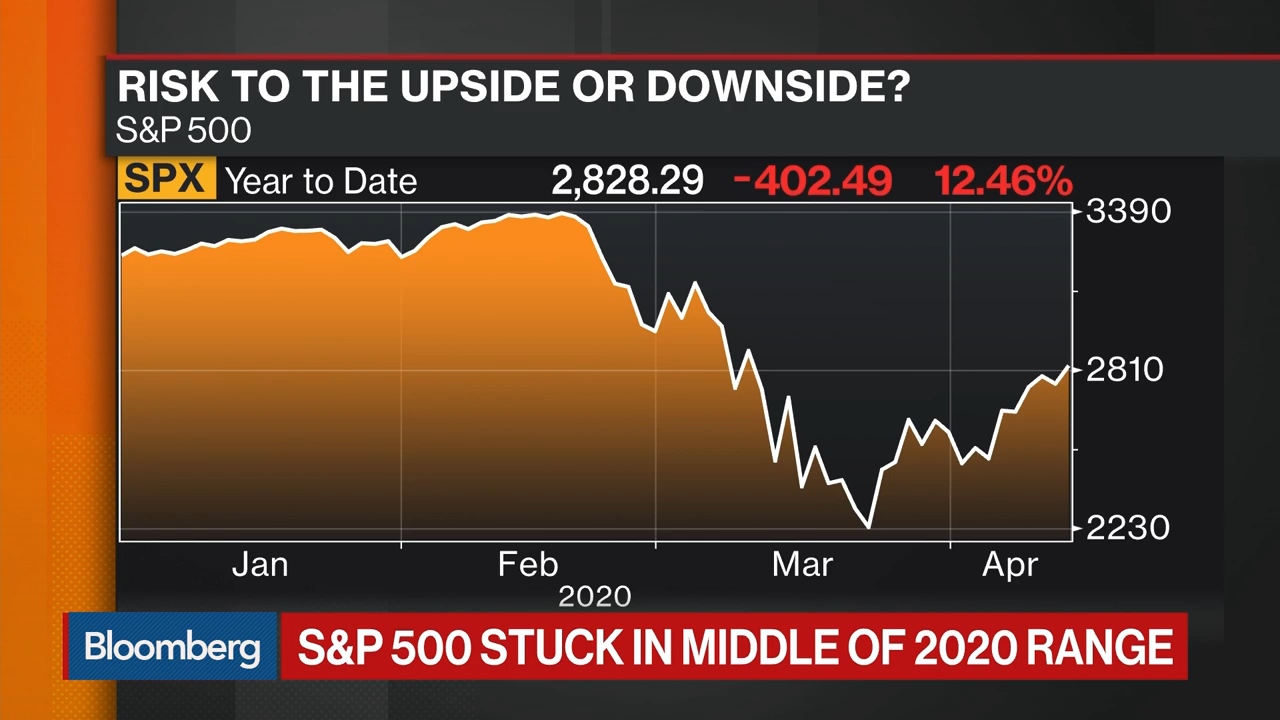 RISK TO THE UPSIDE OR DOWNSIDE?
S&P 500
SPX Year to Date 2,828.29 -402.49 12.46%
3390
2810
2230
Jan Feb Mar Apr
2020
Bloomberg S&P 500 STUCK IN MIDDLE OF 2020 RANGE